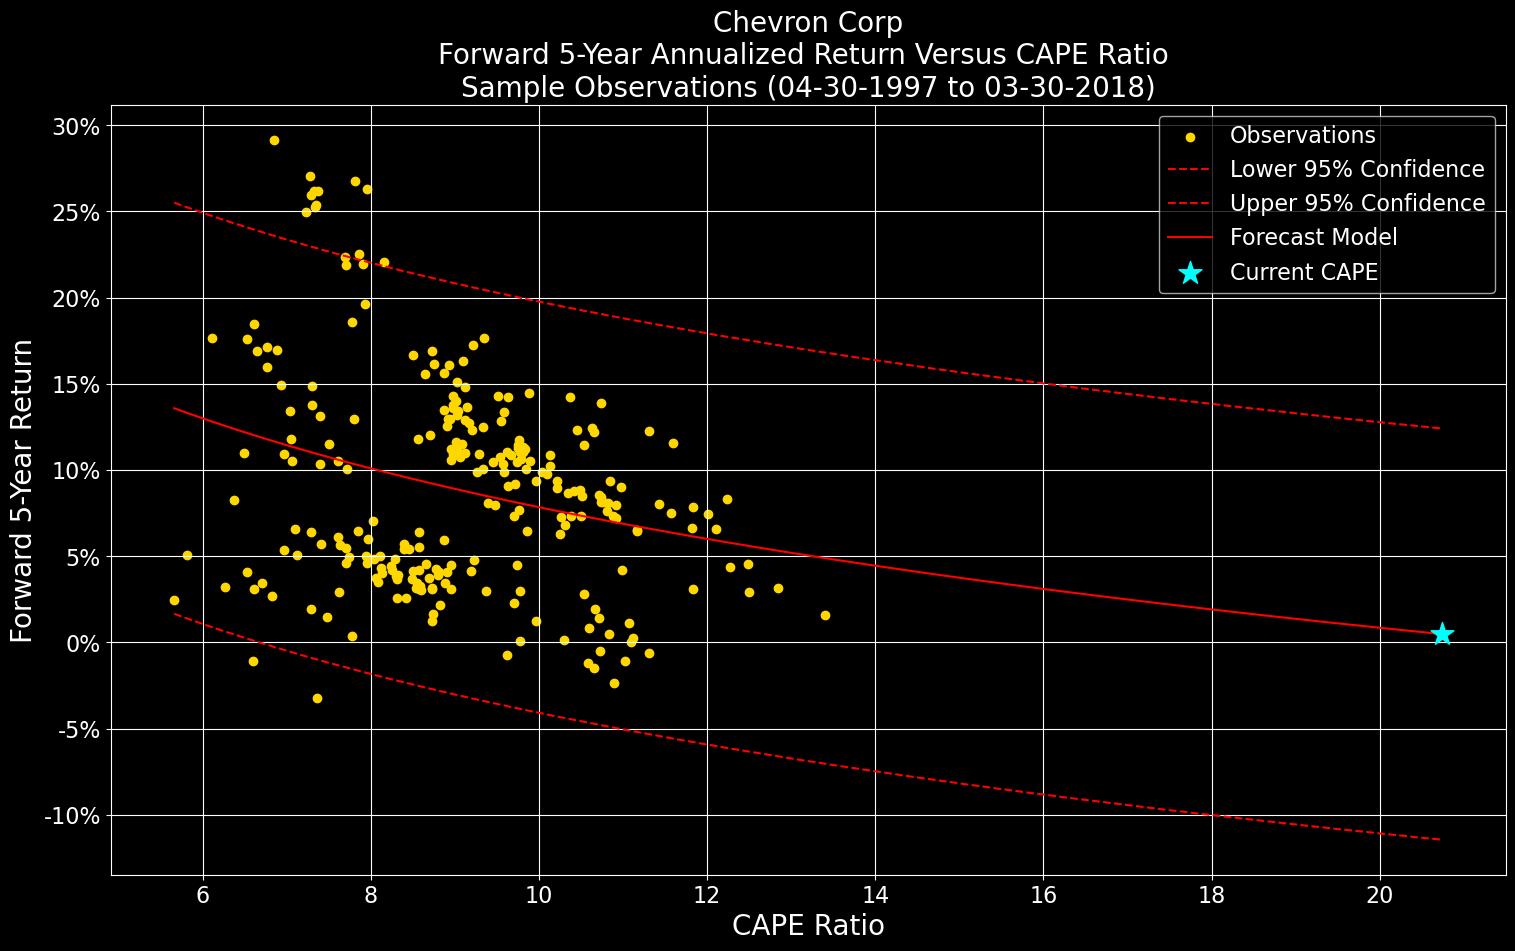 Chevron Corp
Forward 5-Year Annualized Return Versus CAPE Ratio
Sample Observations (04-30-1997 to 03-30-2018)
30%
25%
20%
15%
10%
5%
0%
-5%
-10%
Forward 5-Year Return
Observations
Lower 95% Confidence
Upper 95% Confidence
Forecast Model
Current CAPE
6 8 10 12 14 16 18 20
CAPE Ratio